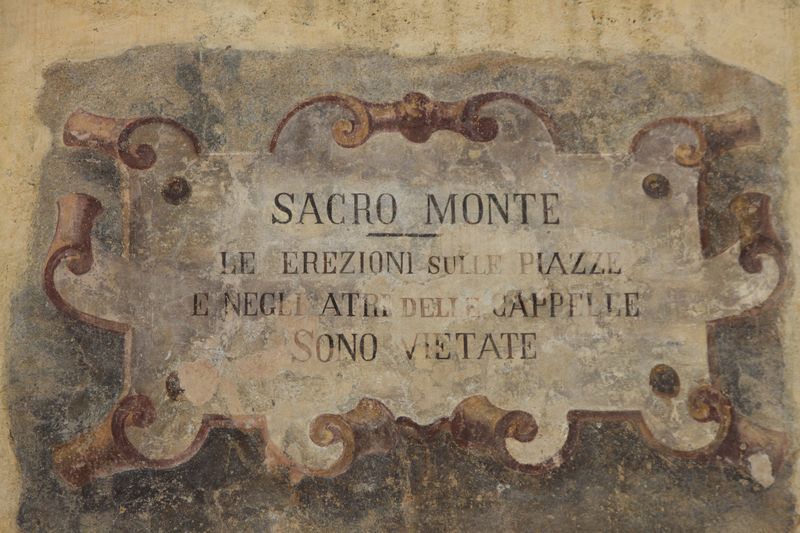 SACRO MONTE
LE EREZIONI SULLE PIAZZE
E NEGLI ATRI DELLE CAPPELLE
SONO VIETATE